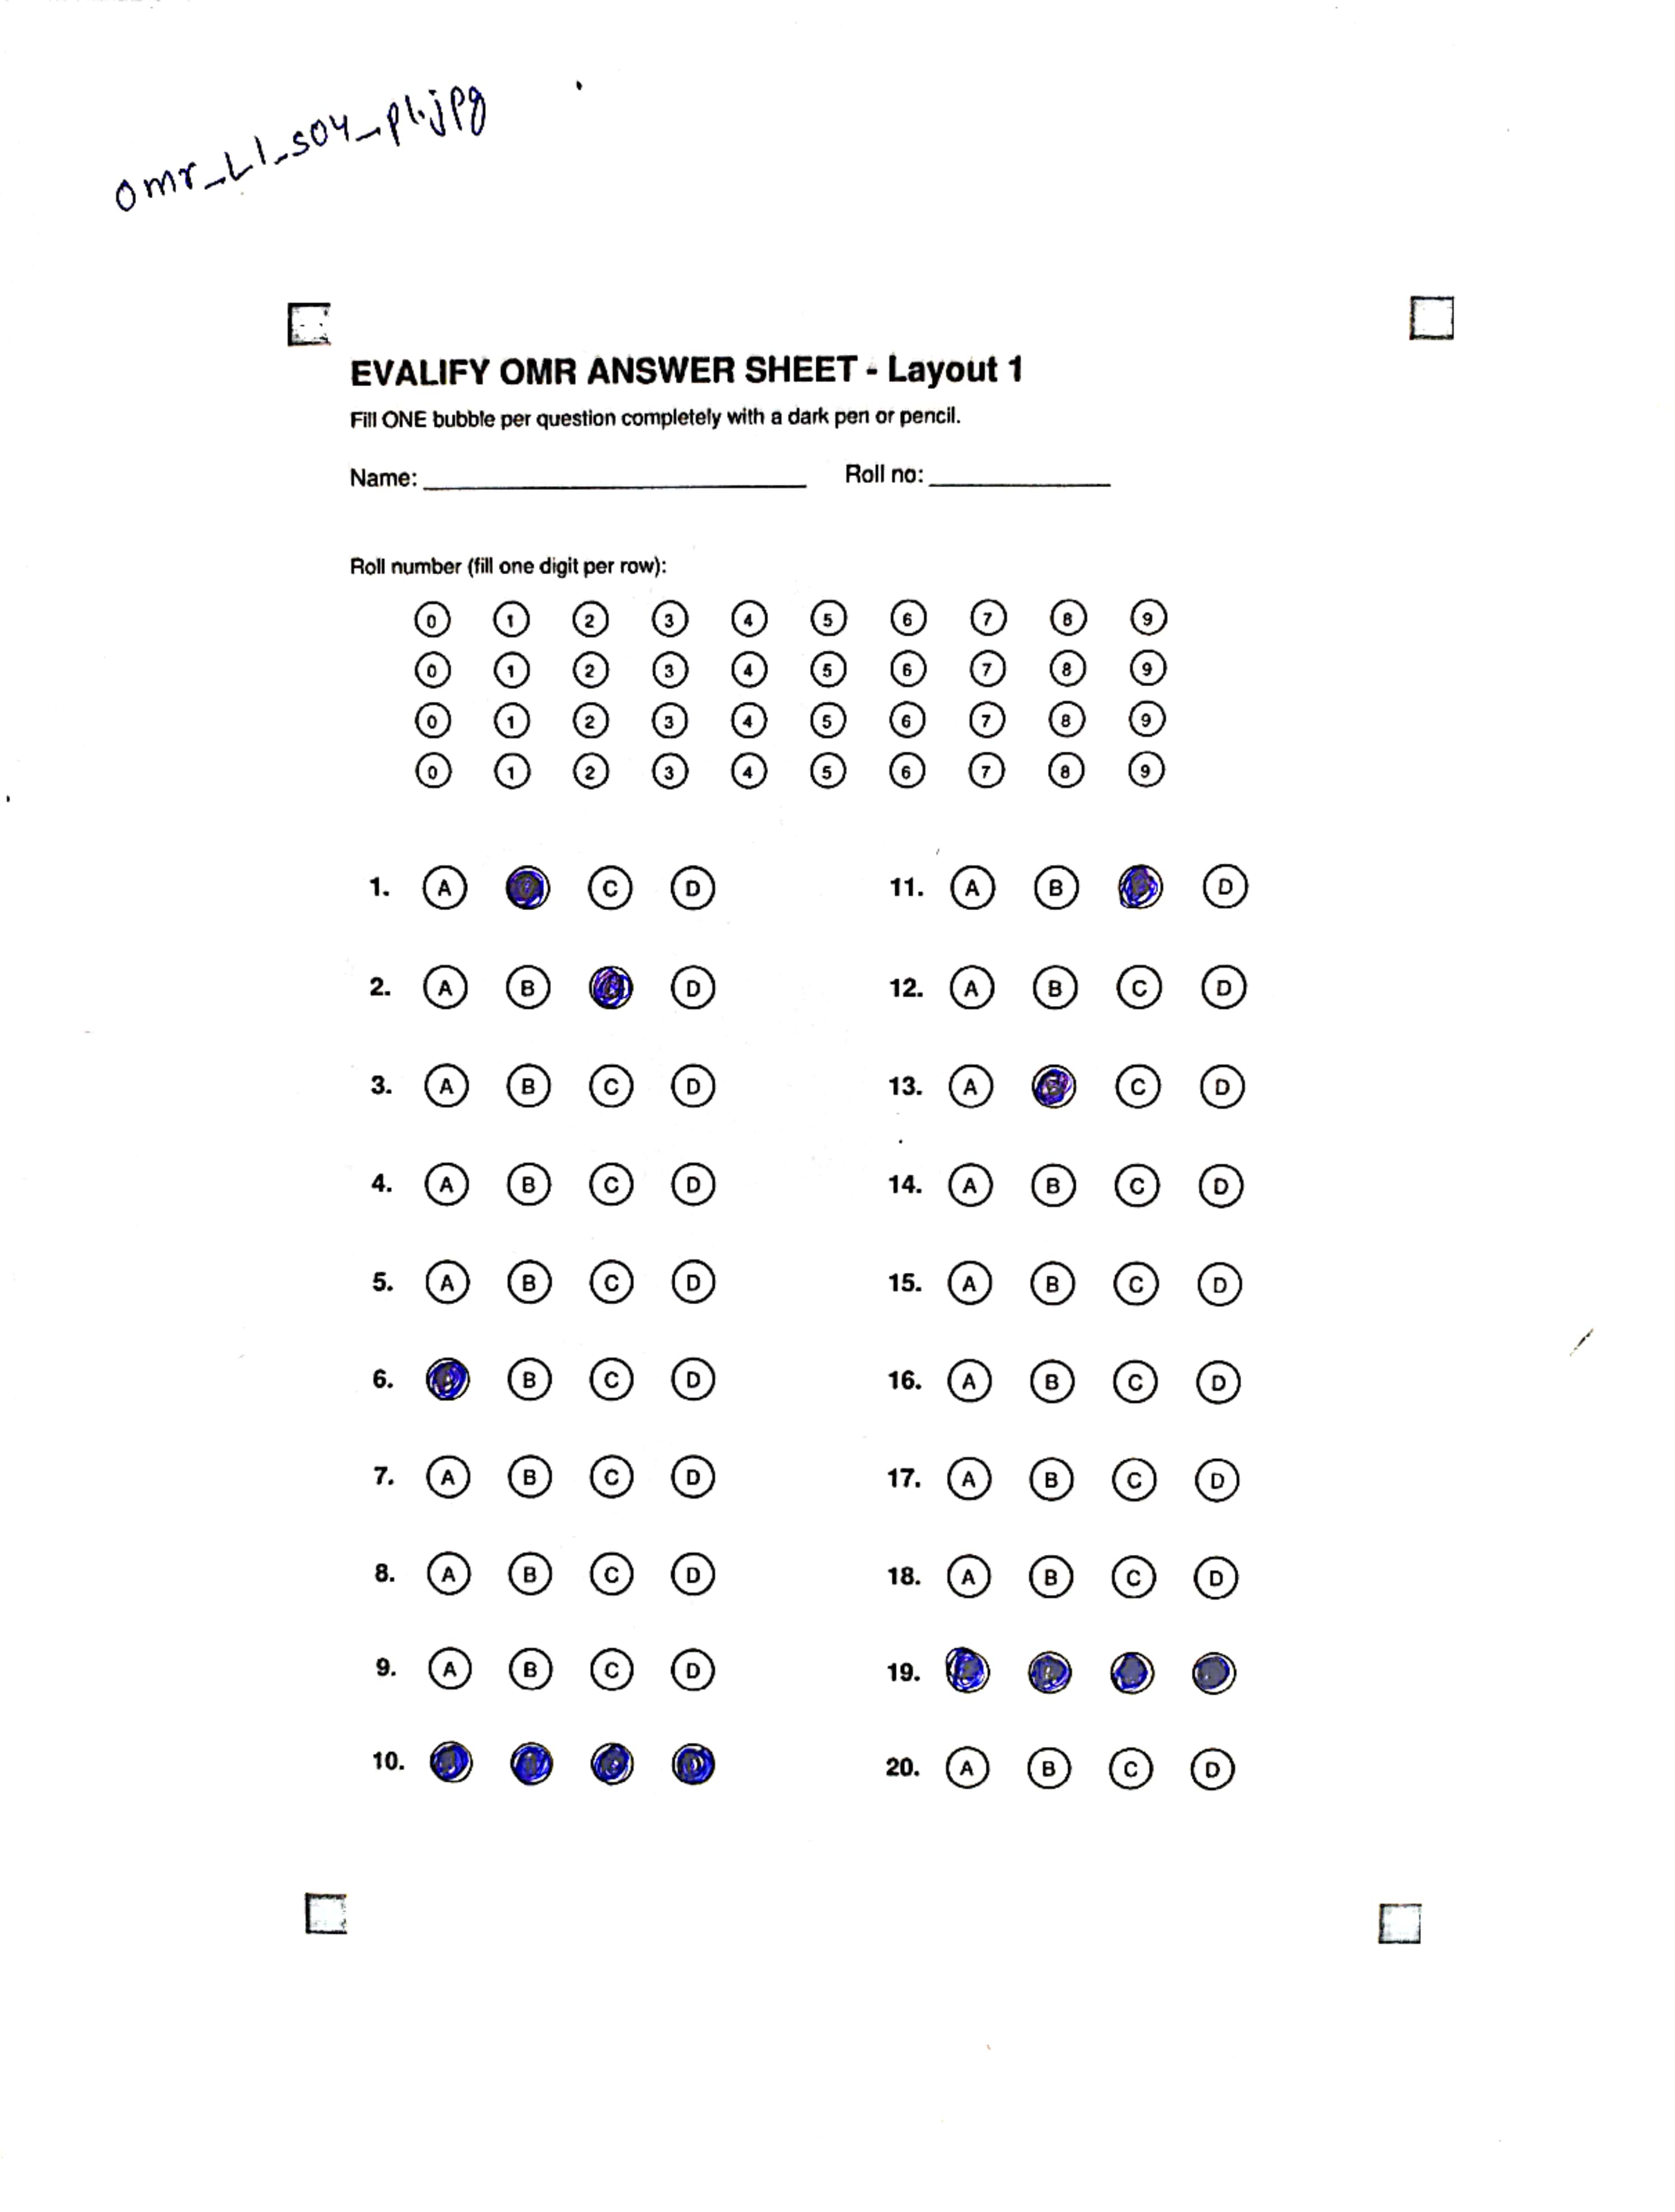 omr_L1_s04_p1.jpg
EVALIFY OMR ANSWER SHEET - Layout 1
Fill ONE bubble per question completely with a dark pen or pencil.
Name: Roll no:
Roll number (fill one digit per row):
0 1 2 3 4 5 6 7 8 9
0 1 2 3 4 5 6 7 8 9
0 1 2 3 4 5 6 7 8 9
0 1 2 3 4 5 6 7 8 9
1. A C D
2. A B D
3. A B C D
4. A B C D
5. A B C D
6. B C D
7. A B C D
8. A B C D
9. A B C D
10.
11. A B D
12. A B C D
13. A C D
14. A B C D
15. A B C D
16. A B C D
17. A B C D
18. A B C D
19.
20. A B C D